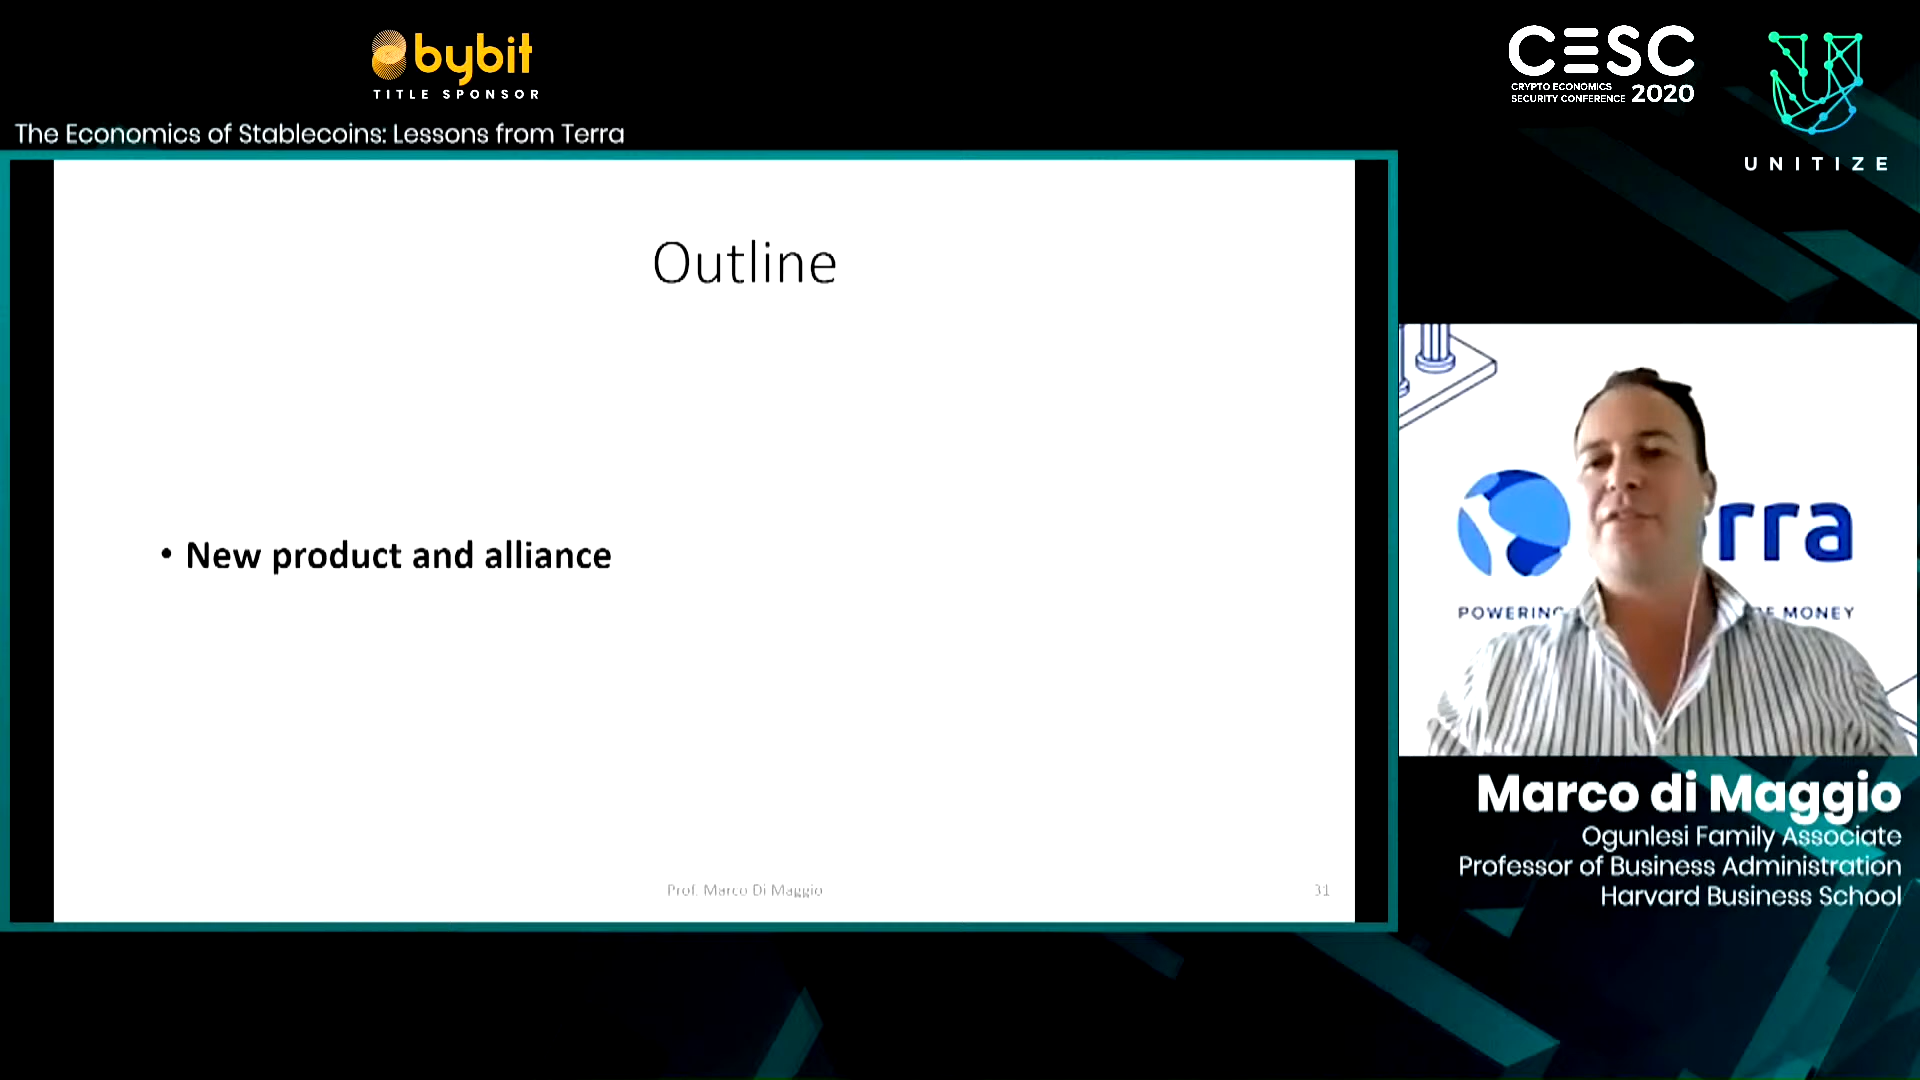 bybit
TITLE SPONSOR
CESC
CRYPTO ECONOMICS
SECURITY CONFERENCE 2020
UNITIZE
The Economics of Stablecoins: Lessons from Terra
Outline
• New product and alliance
Prof. Marco Di Maggio
31
rra
POWERING MONEY
Marco di Maggio
Ogunlesi Family Associate
Professor of Business Administration
Harvard Business School